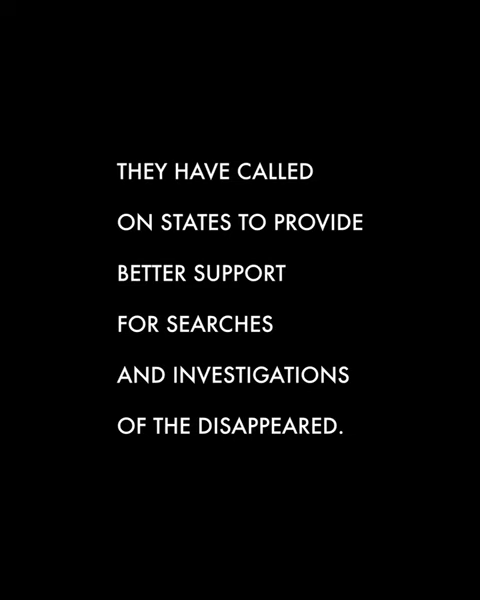 THEY HAVE CALLED
ON STATES TO PROVIDE
BETTER SUPPORT
FOR SEARCHES
AND INVESTIGATIONS
OF THE DISAPPEARED.